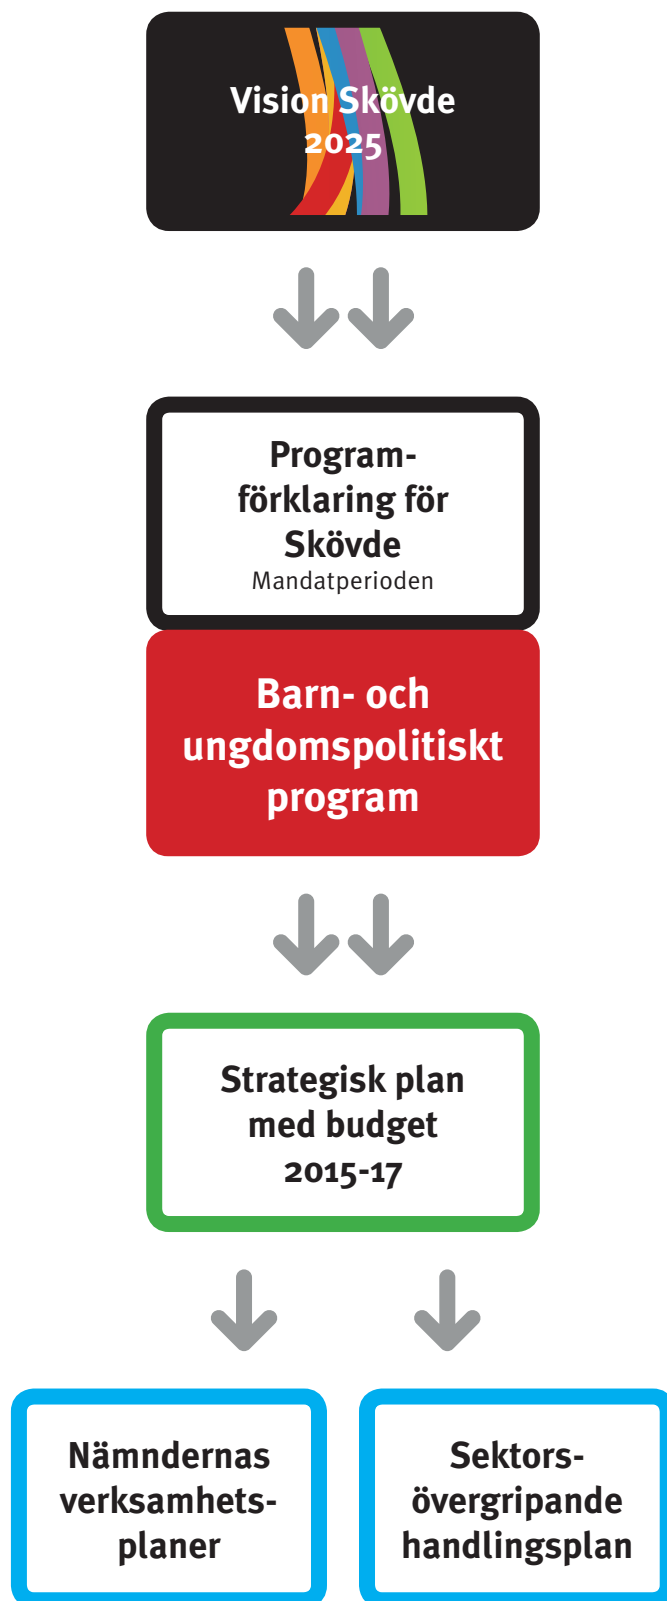 Vision Skövde
2025
Program-
förklaring för
Skövde
Mandatperioden
Barn- och
ungdomspolitiskt
program
Strategisk plan
med budget
2015-17
Nämndernas
verksamhets-
planer
Sektors-
övergripande
handlingsplan